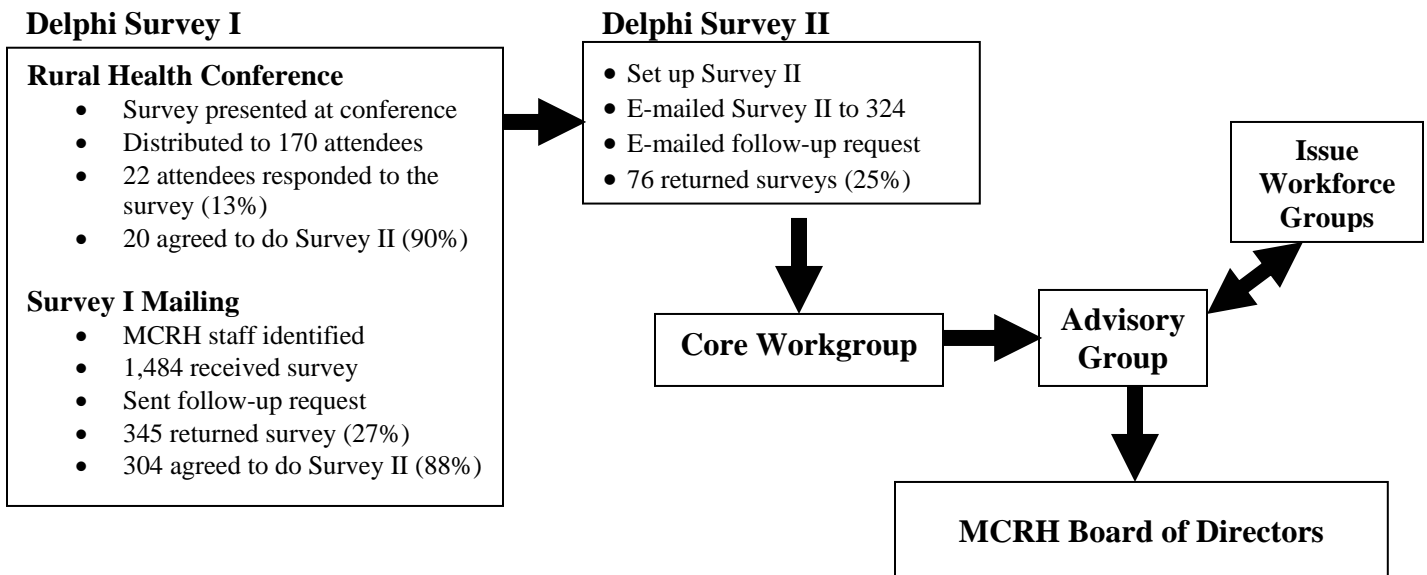 Delphi Survey I
Rural Health Conference
• Survey presented at conference
• Distributed to 170 attendees
• 22 attendees responded to the
survey (13%)
• 20 agreed to do Survey II (90%)
Survey I Mailing
• MCRH staff identified
• 1,484 received survey
• Sent follow-up request
• 345 returned survey (27%)
• 304 agreed to do Survey II (88%)
Delphi Survey II
• Set up Survey II
• E-mailed Survey II to 324
• E-mailed follow-up request
• 76 returned surveys (25%)
Core Workgroup
Advisory
Group
Issue
Workforce
Groups
MCRH Board of Directors